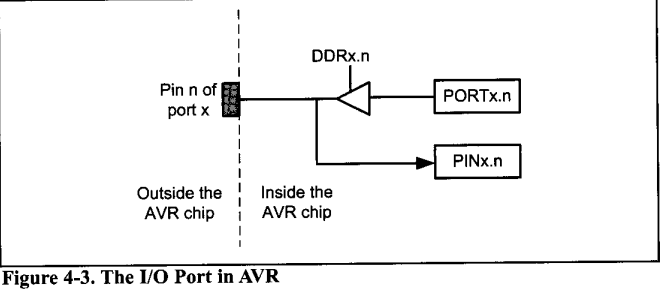 DDRx.n
Pin n of
port x
PORTx.n
PINx.n
Outside the
AVR chip
Inside the
AVR chip
Figure 4-3. The I/O Port in AVR